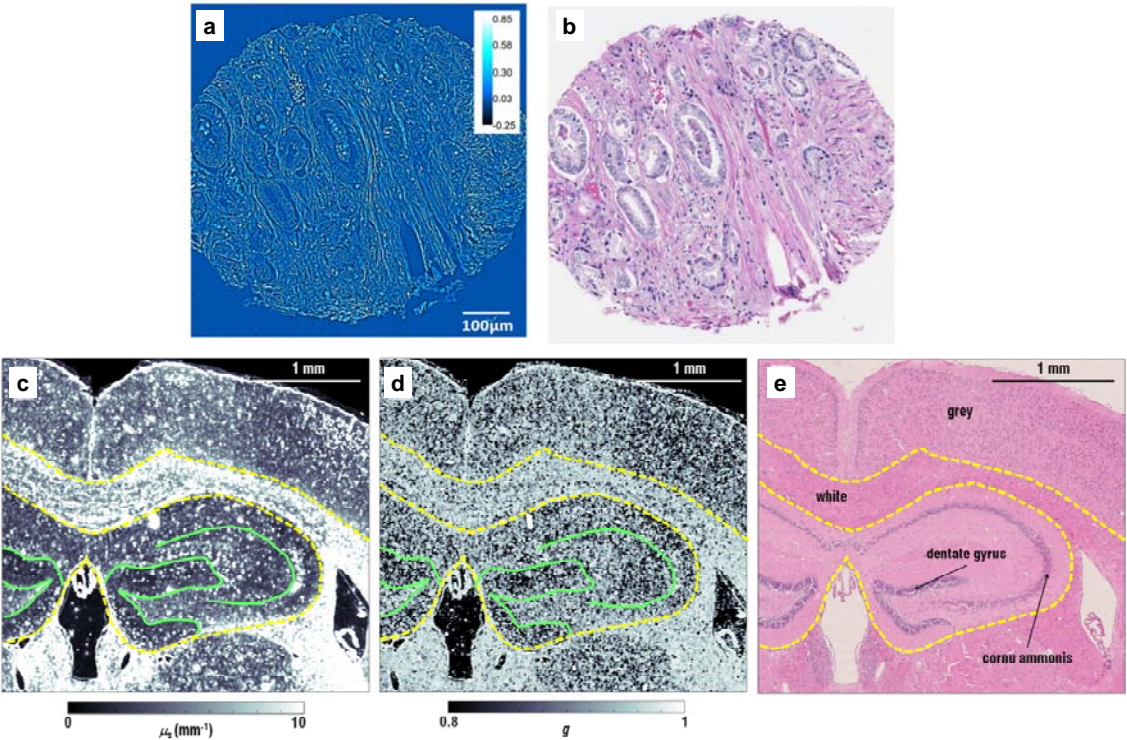 a
0.85
0.58
0.30
0.03
-0.25
100µm
b
c
1 mm
d
1 mm
e
1 mm
grey
white
dentate gyrus
cornu ammonis
0
10
μs (mm-1)
0.8
1
g